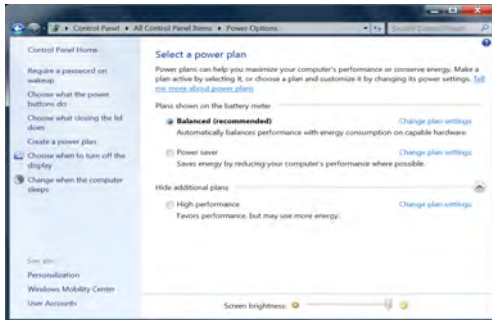 Control Panel ▸ All Control Panel Items ▸ Power Options
Search Control Panel
Control Panel Home
Require a password on
wakeup
Choose what the power
buttons do
Choose what closing the lid
does
Create a power plan
Choose when to turn off the
display
Change when the computer
sleeps
See also
Personalization
Windows Mobility Center
User Accounts
Select a power plan
Power plans can help you maximize your computer's performance or conserve energy. Make a
plan active by selecting it, or choose a plan and customize it by changing its power settings. Tell
me more about power plans
Plans shown on the battery meter
Balanced (recommended) Change plan settings
Automatically balances performance with energy consumption on capable hardware.
Power saver Change plan settings
Saves energy by reducing your computer's performance where possible.
Hide additional plans
High performance Change plan settings
Favors performance, but may use more energy.
Screen brightness: